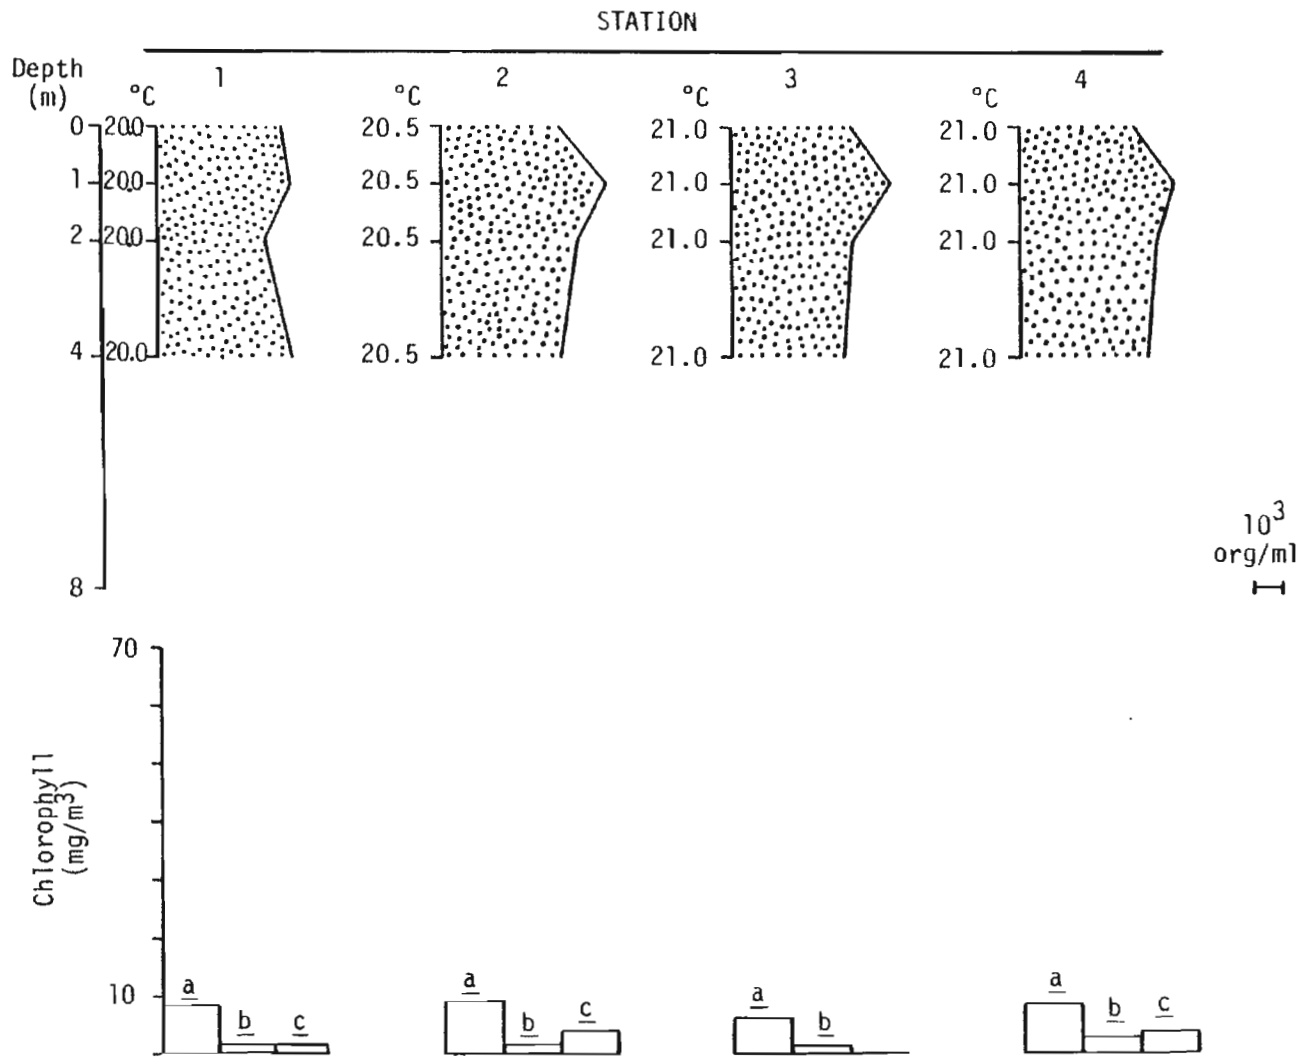 STATION
Depth
(m)
1 2 3 4
°C °C °C °C
0 20.0 20.5 21.0 21.0
1 20.0 20.5 21.0 21.0
2 20.0 20.5 21.0 21.0
4 20.0 20.5 21.0 21.0
10³
org/ml
8
70
Chlorophyll
(mg/m³)
10
a b c a b c a b a b c